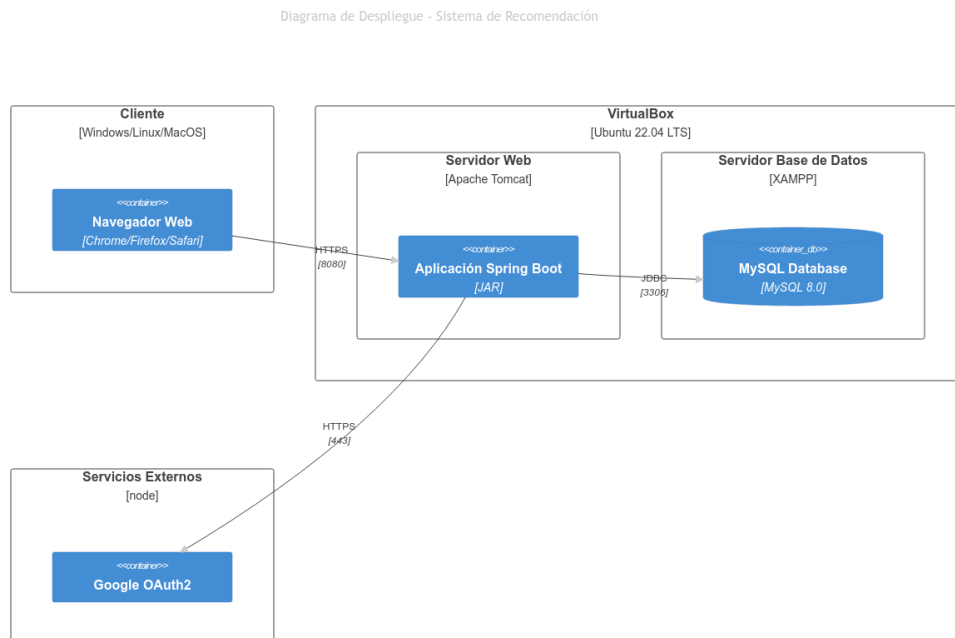 Diagrama de Despliegue - Sistema de Recomendación
Cliente
[Windows/Linux/MacOS]
<<container>>
Navegador Web
[Chrome/Firefox/Safari]
HTTPS
[8080]
VirtualBox
[Ubuntu 22.04 LTS]
Servidor Web
[Apache Tomcat]
<<container>>
Aplicación Spring Boot
[JAR]
JDBC
[3306]
Servidor Base de Datos
[XAMPP]
<<container_db>>
MySQL Database
[MySQL 8.0]
HTTPS
[443]
Servicios Externos
[node]
<<container>>
Google OAuth2